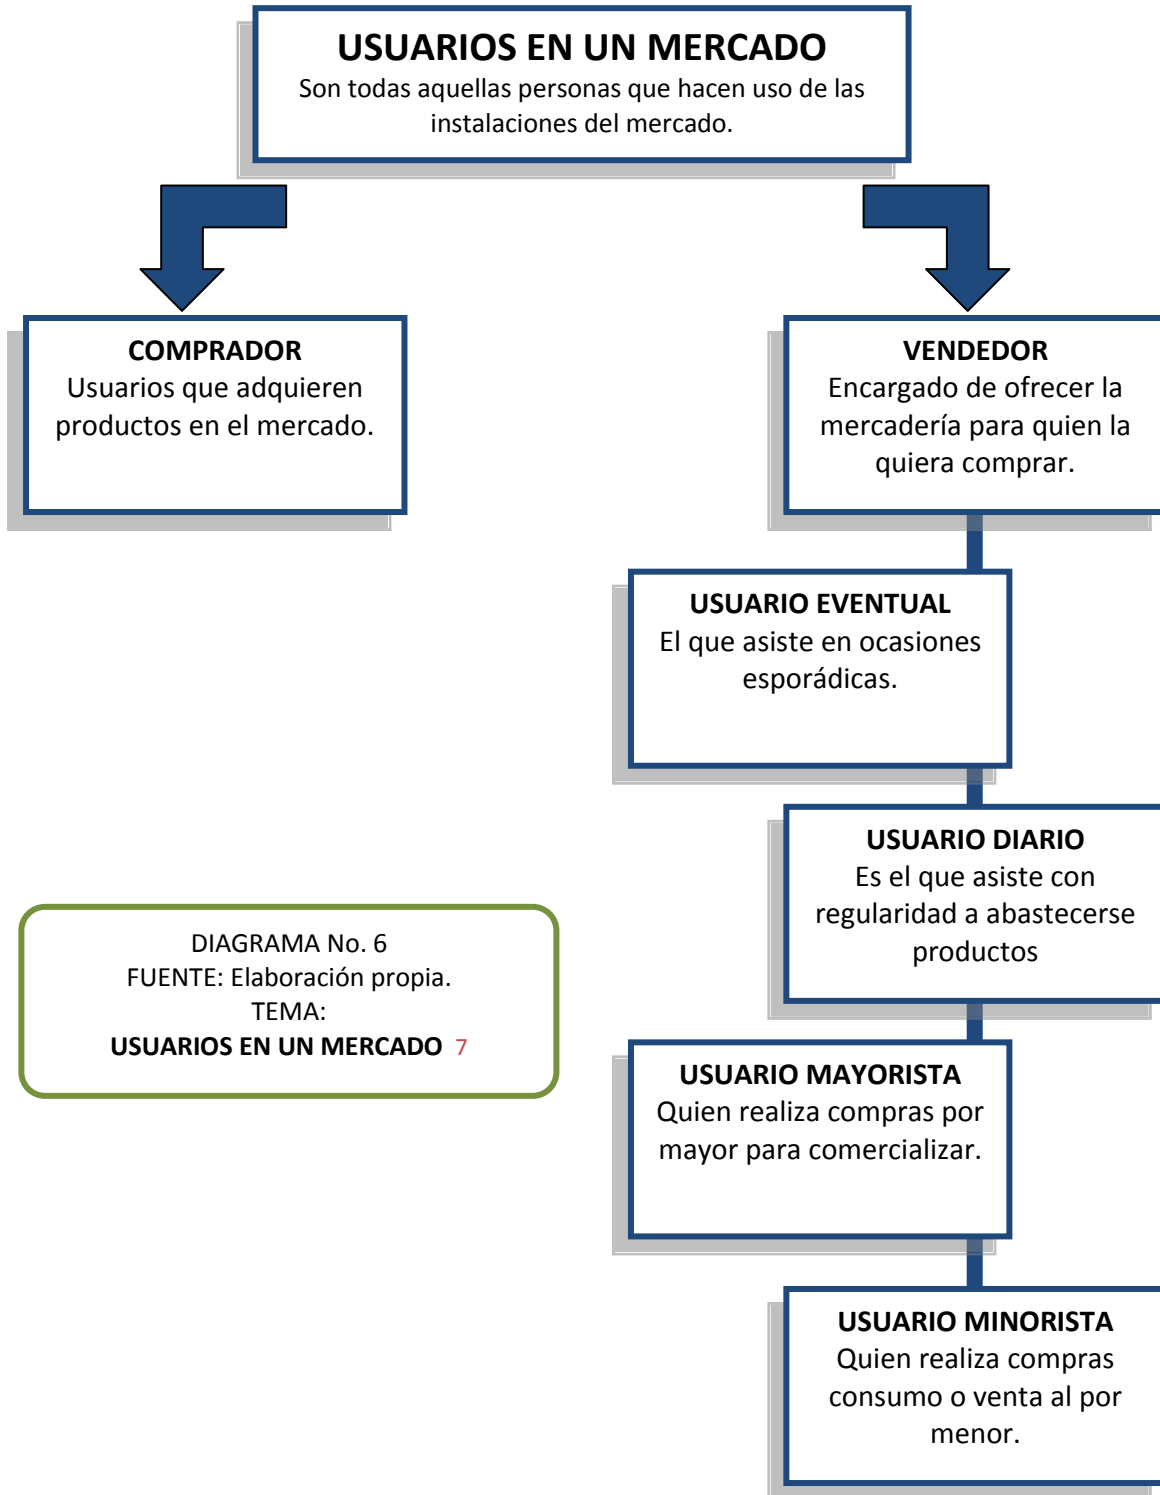 USUARIOS EN UN MERCADO
Son todas aquellas personas que hacen uso de las
instalaciones del mercado.
COMPRADOR
Usuarios que adquieren
productos en el mercado.
VENDEDOR
Encargado de ofrecer la
mercadería para quien la
quiera comprar.
USUARIO EVENTUAL
El que asiste en ocasiones
esporádicas.
USUARIO DIARIO
Es el que asiste con
regularidad a abastecerse
productos
DIAGRAMA No. 6
FUENTE: Elaboración propia.
TEMA:
USUARIOS EN UN MERCADO 7
USUARIO MAYORISTA
Quien realiza compras por
mayor para comercializar.
USUARIO MINORISTA
Quien realiza compras
consumo o venta al por
menor.